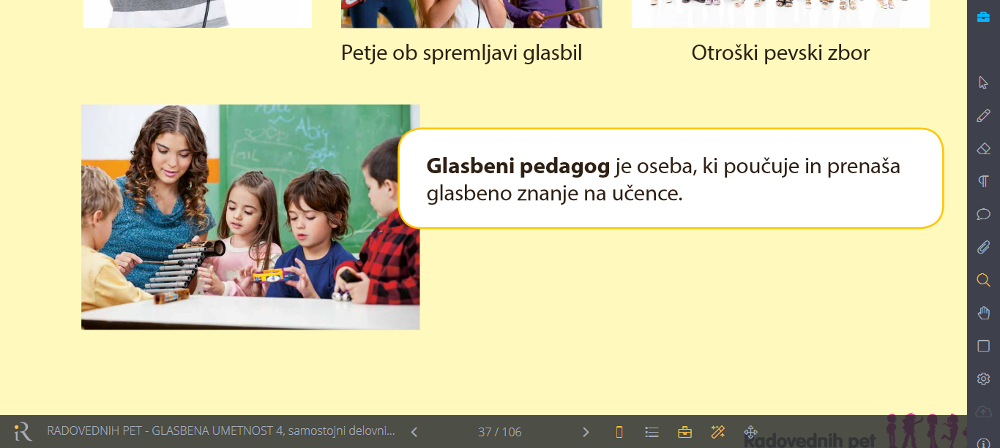 Petje ob spremljavi glasbil
Otroški pevski zbor
Glasbeni pedagog je oseba, ki poučuje in prenaša
glasbeno znanje na učence.
RADOVEDNIH PET - GLASBENA UMETNOST 4, samostojni delovni...
37 / 106
Radovednih pet